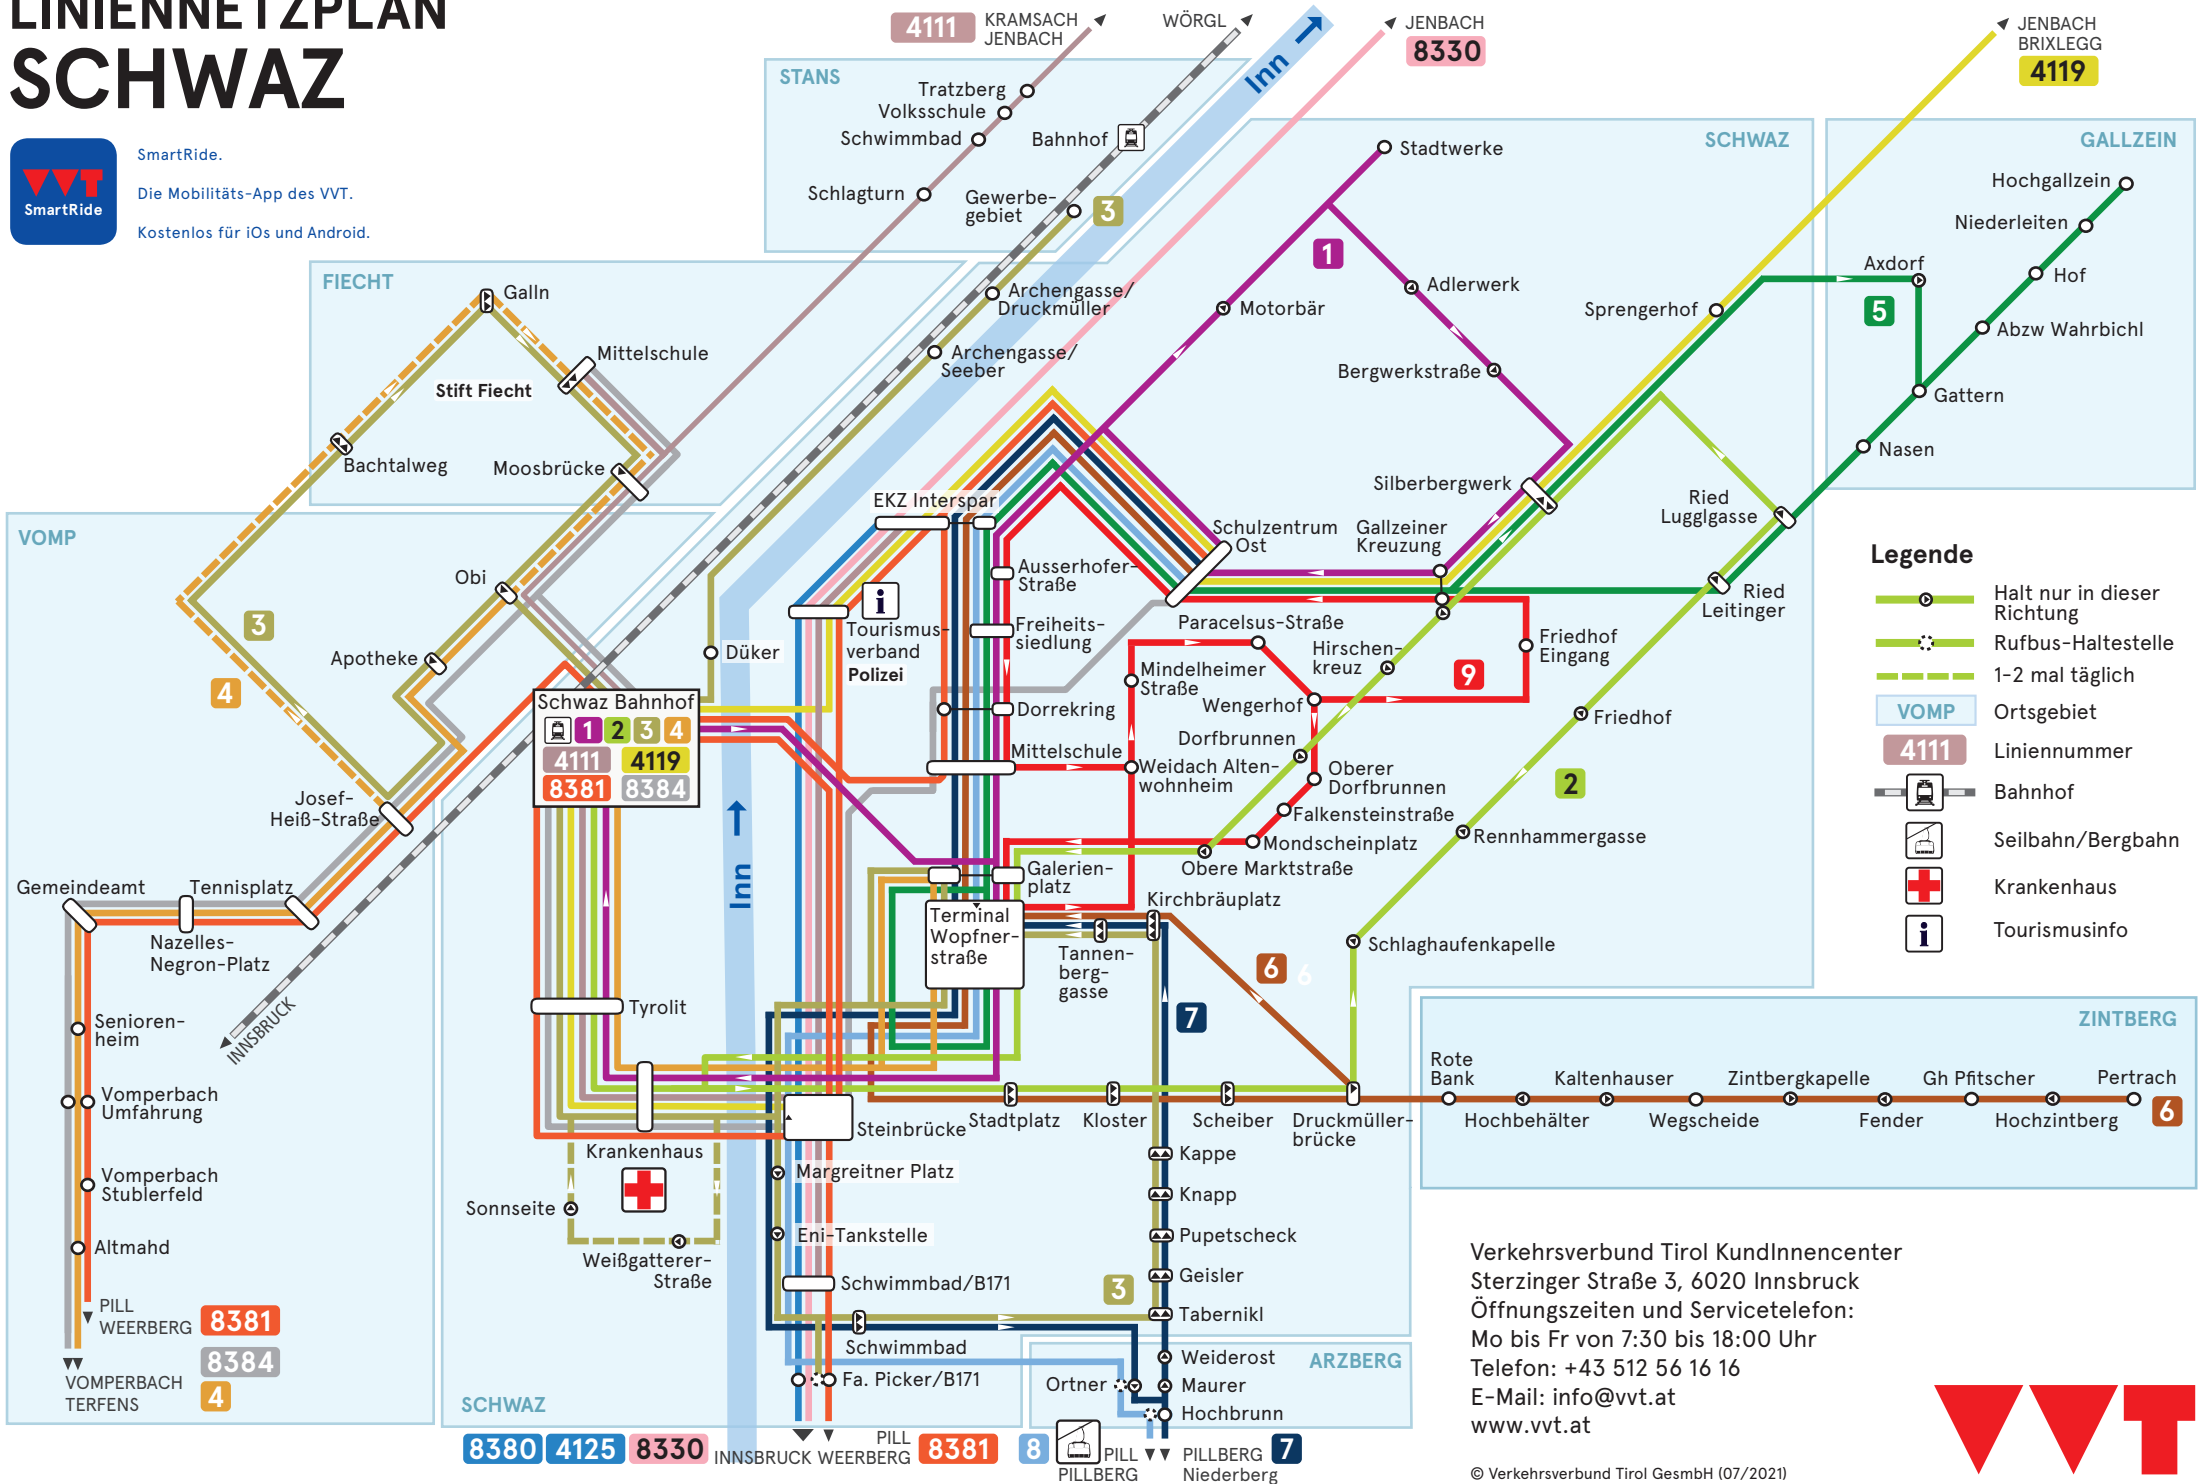 LINIENNETZPLAN
SCHWAZ
VVT
SmartRide
SmartRide.
Die Mobilitäts-App des VVT.
Kostenlos für iOs und Android.
4111
KRAMSACH
JENBACH
WÖRGL
Inn
JENBACH
8330
JENBACH
BRIXLEGG
4119
STANS
Tratzberg
Volksschule
Schwimmbad
Schlagturn
Bahnhof
Gewerbe-
gebiet
3
SCHWAZ
Stadtwerke
1
Motorbär
Adlerwerk
Bergwerkstraße
Silberbergwerk
Sprengerhof
GALLZEIN
Hochgallzein
Niederleiten
Hof
Abzw Wahrbichl
Axdorf
5
Gattern
Nasen
FIECHT
Galln
Mittelschule
Stift Fiecht
Bachtalweg
Moosbrücke
Archengasse/
Druckmüller
Archengasse/
Seeber
VOMP
Obi
3
4
Apotheke
Josef-
Heiß-Straße
Gemeindeamt
Tennisplatz
Nazelles-
Negron-Platz
INNSBRUCK
Senioren-
heim
Vomperbach
Umfahrung
Vomperbach
Stublerfeld
Altmahd
PILL
WEERBERG
8381
8384
VOMPERBACH
TERFENS
4
Düker
Schwaz Bahnhof
1
2
3
4
4111
4119
8381
8384
Inn
EKZ Interspar
i
Tourismus-
verband
Polizei
Ausserhofer-
Straße
Freiheits-
siedlung
Dorrekring
Mittelschule
Schulzentrum
Ost
Gallzeiner
Kreuzung
Ried
Lugglgasse
Ried
Leitinger
Paracelsus-Straße
Mindelheimer
Straße
Hirschen-
kreuz
Friedhof
Eingang
9
Wengerhof
Friedhof
Dorfbrunnen
Weidach Alten-
wohnheim
Oberer
Dorfbrunnen
Falkensteinstraße
Mondscheinplatz
Obere Marktstraße
2
Rennhammergasse
Galerien-
platz
Terminal
Wopfner-
straße
Kirchbräuplatz
Tannen-
berg-
gasse
6
6
Schlaghaufenkapelle
7
Tyrolit
Krankenhaus
Steinbrücke
Stadtplatz
Kloster
Scheiber
Druckmüller-
brücke
Sonnseite
Weißgatterer-
Straße
Margreitner Platz
Eni-Tankstelle
Schwimmbad/B171
3
Schwimmbad
Fa. Picker/B171
Kappe
Knapp
Pupetscheck
Geisler
Tabernikl
SCHWAZ
ARZBERG
Weiderost
Ortner
Maurer
Hochbrunn
8380
4125
8330
INNSBRUCK
PILL
WEERBERG
8381
8
PILL
PILLBERG
PILLBERG
Niederberg
7
ZINTBERG
Rote
Bank
Hochbehälter
Kaltenhauser
Wegscheide
Zintbergkapelle
Fender
Gh Pfitscher
Hochzintberg
Pertrach
6
Legende
Halt nur in dieser
Richtung
Rufbus-Haltestelle
1-2 mal täglich
VOMP
Ortsgebiet
4111
Liniennummer
Bahnhof
Seilbahn/Bergbahn
Krankenhaus
i
Tourismusinfo
Verkehrsverbund Tirol KundInnencenter
Sterzinger Straße 3, 6020 Innsbruck
Öffnungszeiten und Servicetelefon:
Mo bis Fr von 7:30 bis 18:00 Uhr
Telefon: +43 512 56 16 16
E-Mail: info@vvt.at
www.vvt.at
© Verkehrsverbund Tirol GesmbH (07/2021)
VVT